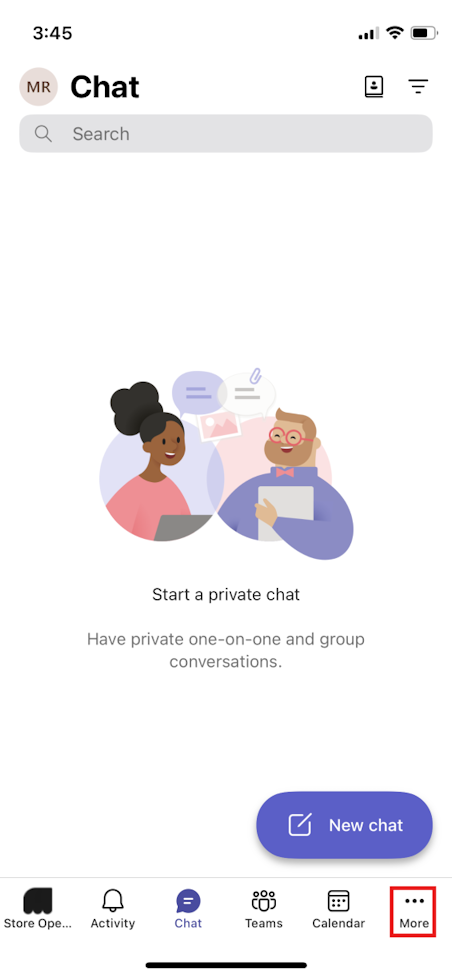 3:45
MR
Chat
Search
Start a private chat
Have private one-on-one and group
conversations.
New chat
Store Ope...
Activity
Chat
Teams
Calendar
More